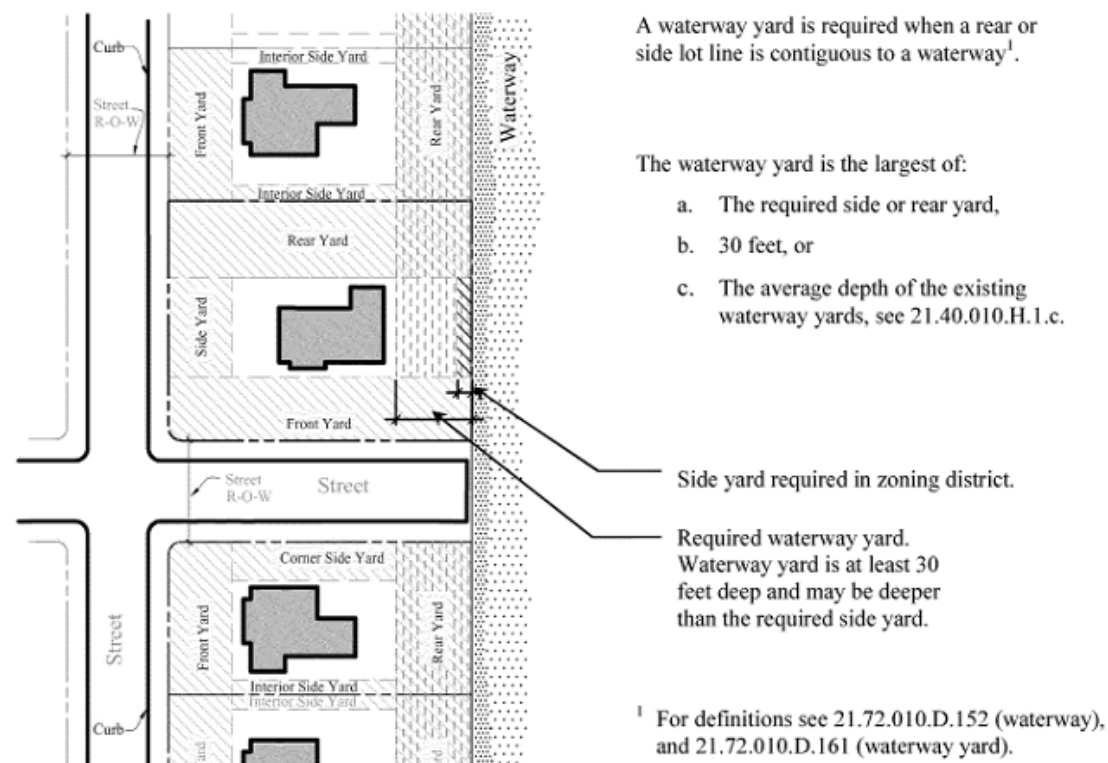 Curb
Street
R-O-W
Front Yard
Interior Side Yard
Rear Yard
Waterway
Interior Side Yard
Rear Yard
Side Yard
Front Yard
Street
R-O-W
Street
Corner Side Yard
Street
Front Yard
Rear Yard
Interior Side Yard
Interior Side Yard
Curb
A waterway yard is required when a rear or
side lot line is contiguous to a waterway¹.
The waterway yard is the largest of:
a. The required side or rear yard,
b. 30 feet, or
c. The average depth of the existing
waterway yards, see 21.40.010.H.1.c.
Side yard required in zoning district.
Required waterway yard.
Waterway yard is at least 30
feet deep and may be deeper
than the required side yard.
¹ For definitions see 21.72.010.D.152 (waterway),
and 21.72.010.D.161 (waterway yard).